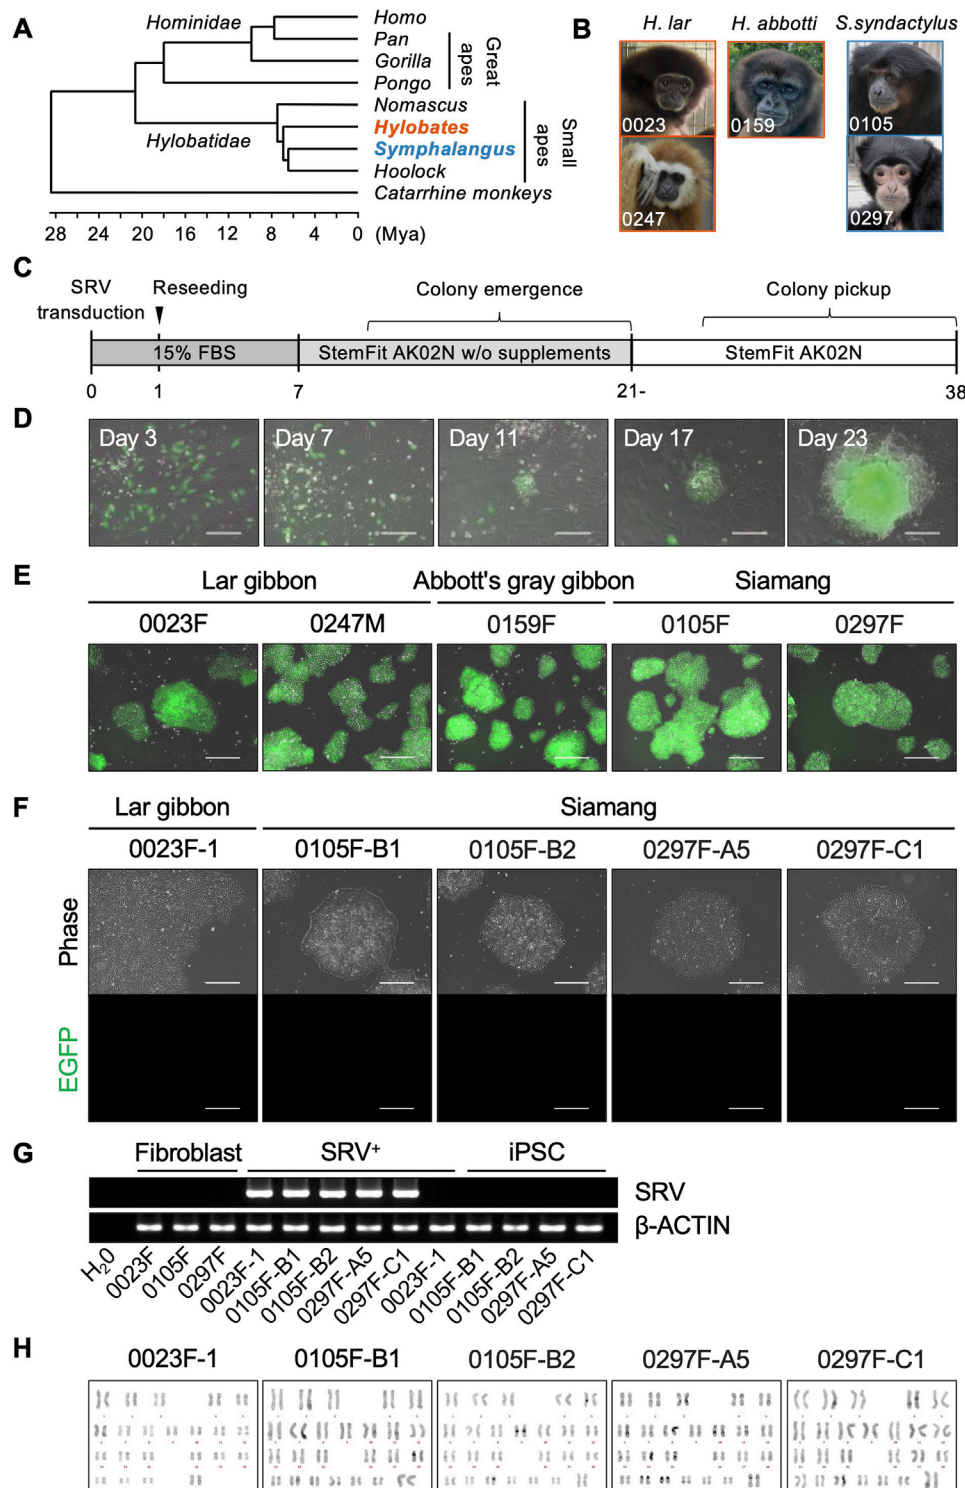 A
Hominidae
Homo
Pan
Gorilla
Pongo
Great apes
Hylobatidae
Nomascus
Hylobates
Symphalangus
Hoolock
Small apes
Catarrhine monkeys
28 24 20 16 12 8 4 0 (Mya)
B
H. lar H. abbotti S.syndactylus
0023 0159 0105
0247 0297
C
SRV transduction
Reseeding
Colony emergence
Colony pickup
15% FBS StemFit AK02N w/o supplements StemFit AK02N
0 1 7 21- 38
D
Day 3 Day 7 Day 11 Day 17 Day 23
E
Lar gibbon Abbott's gray gibbon Siamang
0023F 0247M 0159F 0105F 0297F
F
Lar gibbon Siamang
0023F-1 0105F-B1 0105F-B2 0297F-A5 0297F-C1
Phase
EGFP
G
Fibroblast SRV+ iPSC
SRV
β-ACTIN
H20 0023F 0105F 0297F 0023F-1 0105F-B1 0105F-B2 0297F-A5 0297F-C1 0023F-1 0105F-B1 0105F-B2 0297F-A5 0297F-C1
H
0023F-1 0105F-B1 0105F-B2 0297F-A5 0297F-C1